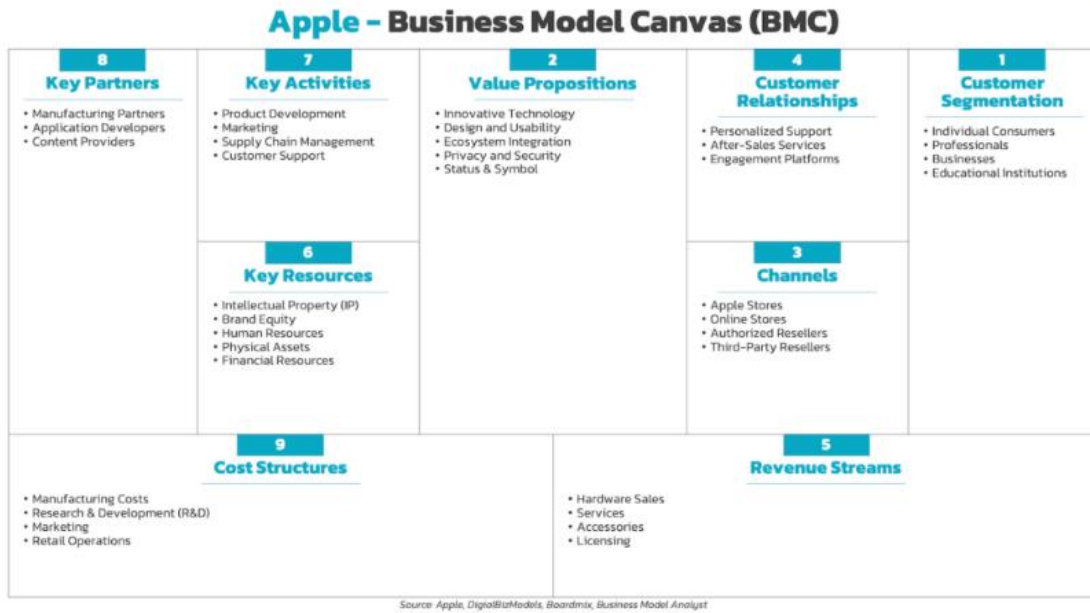 Apple - Business Model Canvas (BMC)
8
Key Partners
• Manufacturing Partners
• Application Developers
• Content Providers
7
Key Activities
• Product Development
• Marketing
• Supply Chain Management
• Customer Support
6
Key Resources
• Intellectual Property (IP)
• Brand Equity
• Human Resources
• Physical Assets
• Financial Resources
2
Value Propositions
• Innovative Technology
• Design and Usability
• Ecosystem Integration
• Privacy and Security
• Status & Symbol
4
Customer
Relationships
• Personalized Support
• After-Sales Services
• Engagement Platforms
3
Channels
• Apple Stores
• Online Stores
• Authorized Resellers
• Third-Party Resellers
1
Customer
Segmentation
• Individual Consumers
• Professionals
• Businesses
• Educational Institutions
9
Cost Structures
• Manufacturing Costs
• Research & Development (R&D)
• Marketing
• Retail Operations
5
Revenue Streams
• Hardware Sales
• Services
• Accessories
• Licensing
Source: Apple, DigialBizModels, Boardmix, Business Model Analyst